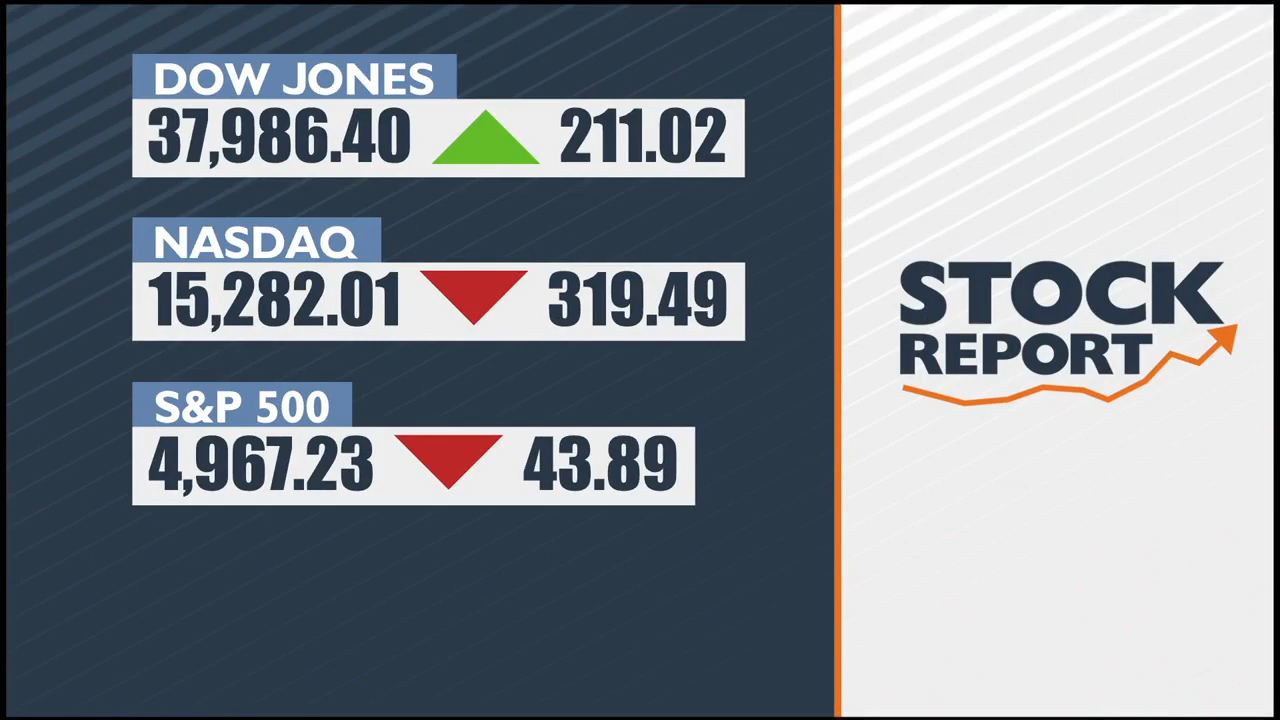 DOW JONES
37,986.40 211.02
NASDAQ
15,282.01 319.49
S&P 500
4,967.23 43.89
STOCK
REPORT